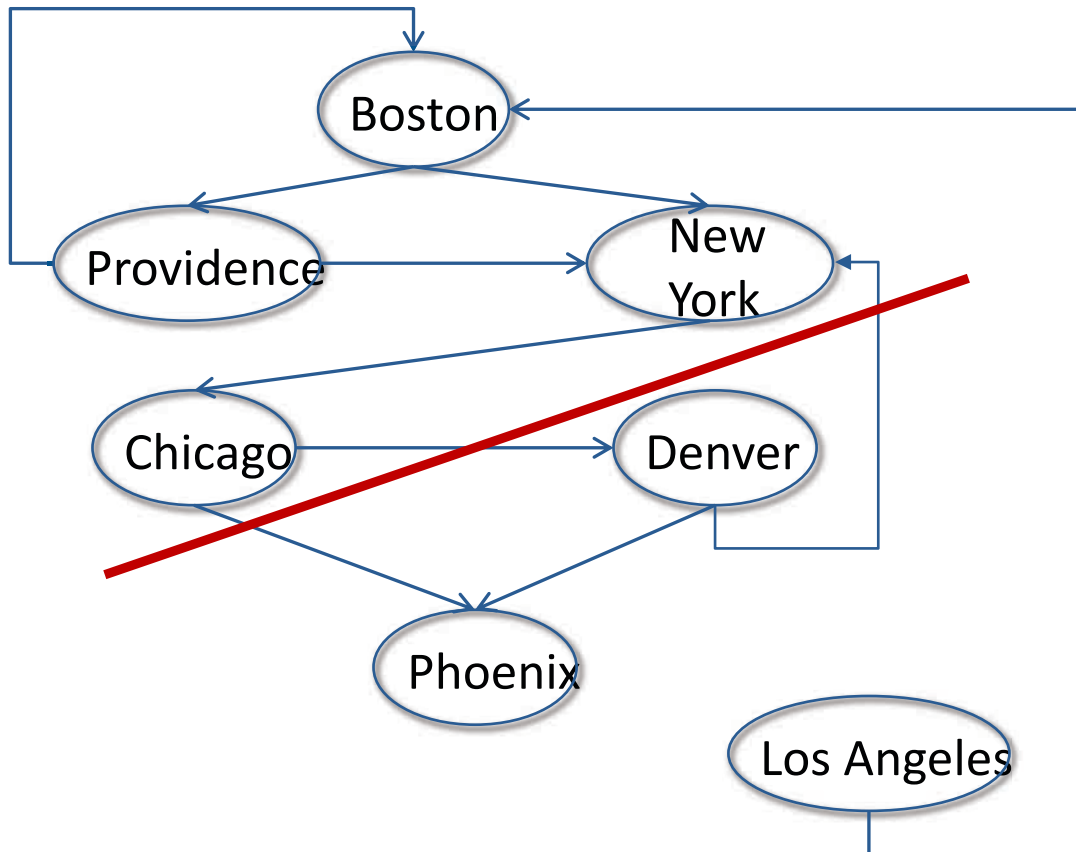 Boston
Providence
New
York
Chicago
Denver
Phoenix
Los Angeles